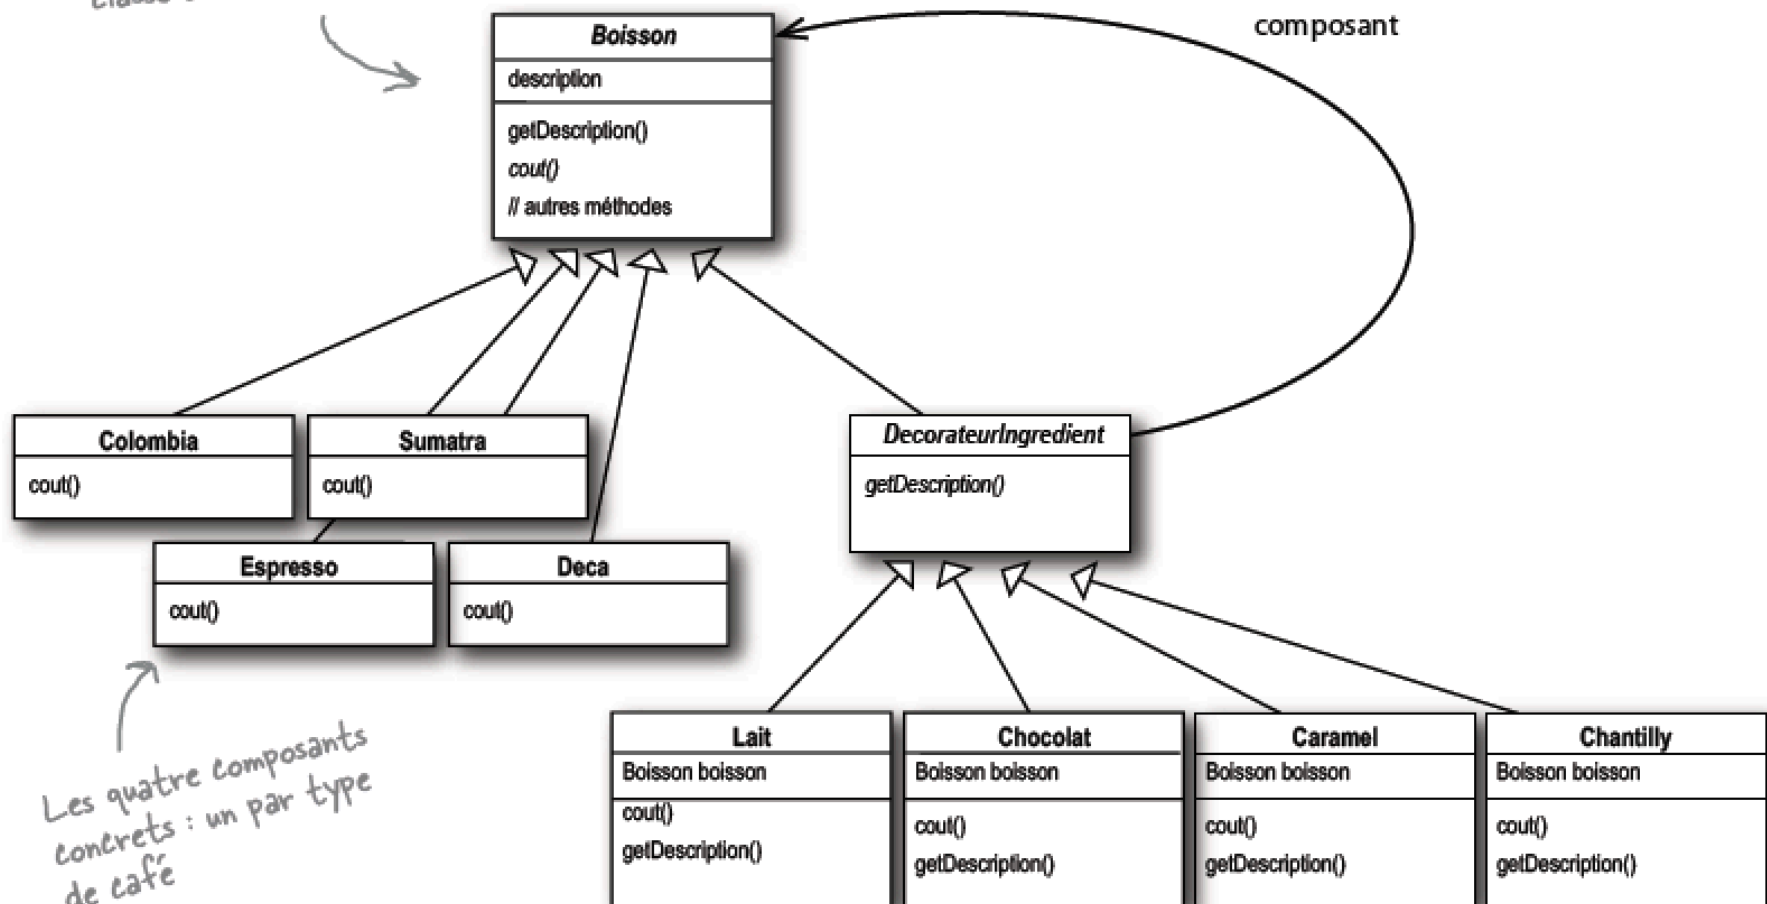 composant
Boisson
description
getDescription()
cout()
// autres méthodes
Colombia
cout()
Sumatra
cout()
DecorateurIngredient
getDescription()
Espresso
cout()
Deca
cout()
Les quatre composants
concrets : un par type
de café
Lait
Boisson boisson
cout()
getDescription()
Chocolat
Boisson boisson
cout()
getDescription()
Caramel
Boisson boisson
cout()
getDescription()
Chantilly
Boisson boisson
cout()
getDescription()